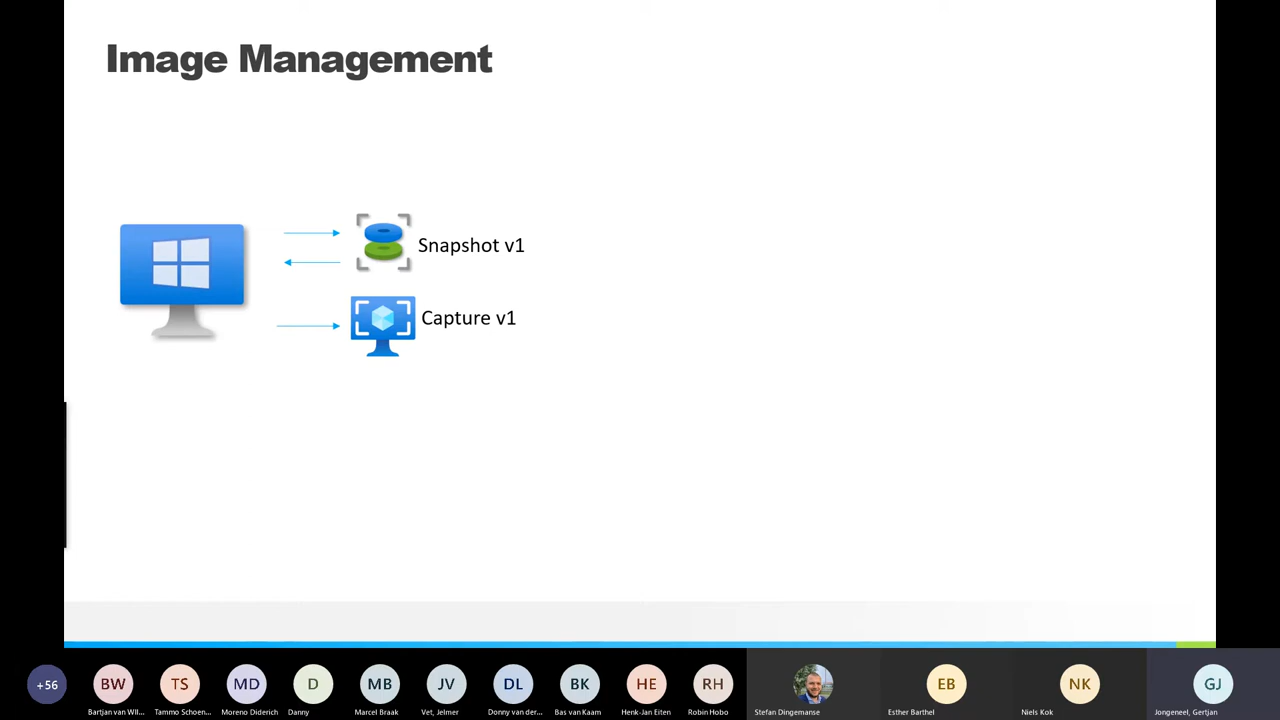 Image Management
Snapshot v1
Capture v1
+56
BW
TS
MD
D
MB
JV
DL
BK
HE
RH
EB
NK
GJ
Bartjan van Wll...
Tammo Schoen...
Moreno Diderich
Danny
Marcel Braak
Vet, Jelmer
Donny van der...
Bas van Kaam
Henk-Jan Eiten
Robin Hobo
Stefan Dingemanse
Esther Barthel
Niels Kok
Jongeneel, Gertjan